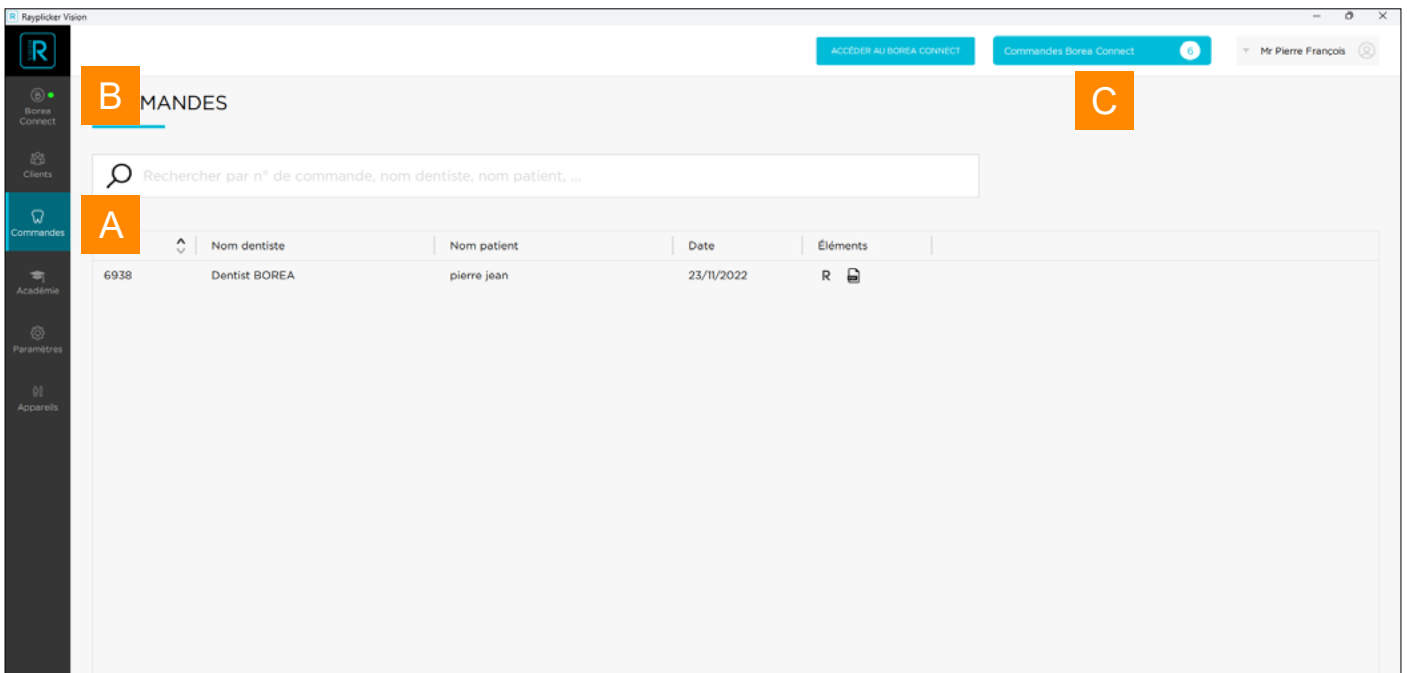 R Rayplicker Vision
R
ACCÉDER AU BOREA CONNECT
Commandes Borea Connect 6
Mr Pierre François
Borea
Connect
Clients
Commandes
Académie
Paramètres
Appareils
B
MANDES
C
Rechercher par n° de commande, nom dentiste, nom patient, ...
A
Nom dentiste Nom patient Date Éléments
6938 Dentist BOREA pierre jean 23/11/2022 R